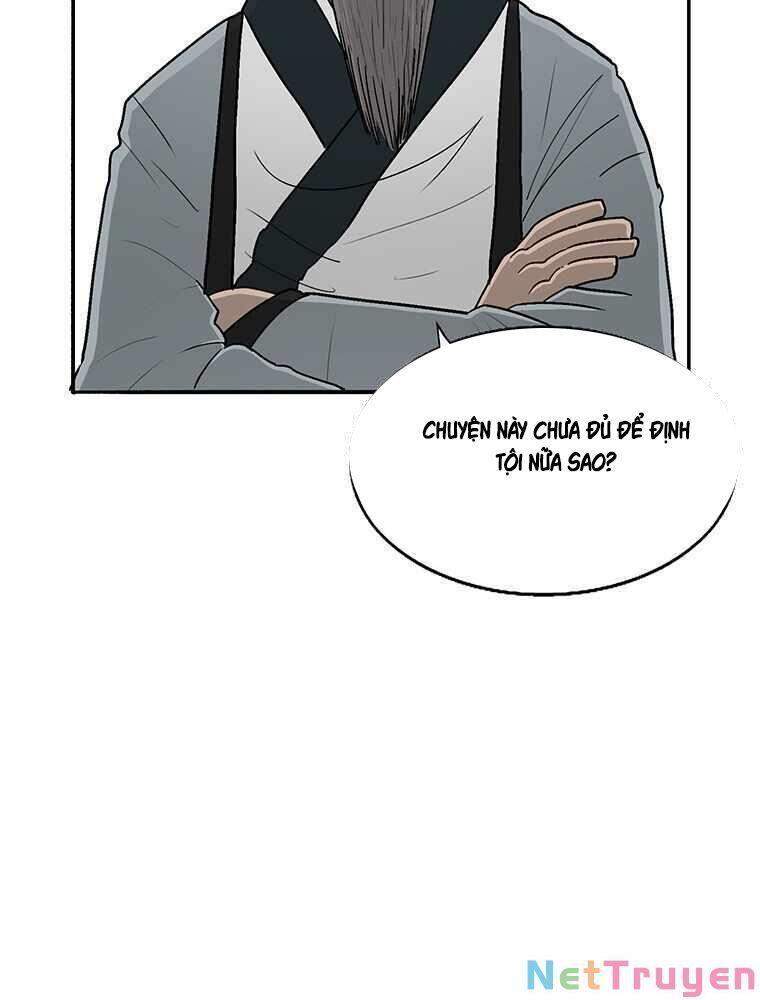 CHUYỆN NÀY CHƯA ĐỦ ĐỂ ĐỊNH
TỘI NỮA SAO?
NetTruyen